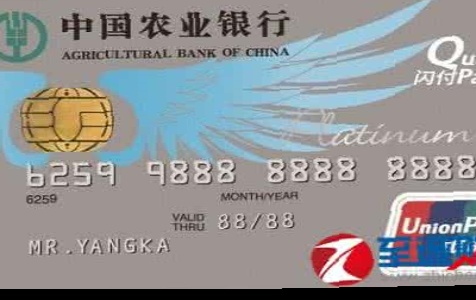 中国农业银行
AGRICULTURAL BANK OF CHINA
Qu
闪付Pa
Platinum
6259 9888 8888 8888
6259
MONTH/YEAR
VALID
THRU 88/88
MR.YANGKA
UnionP